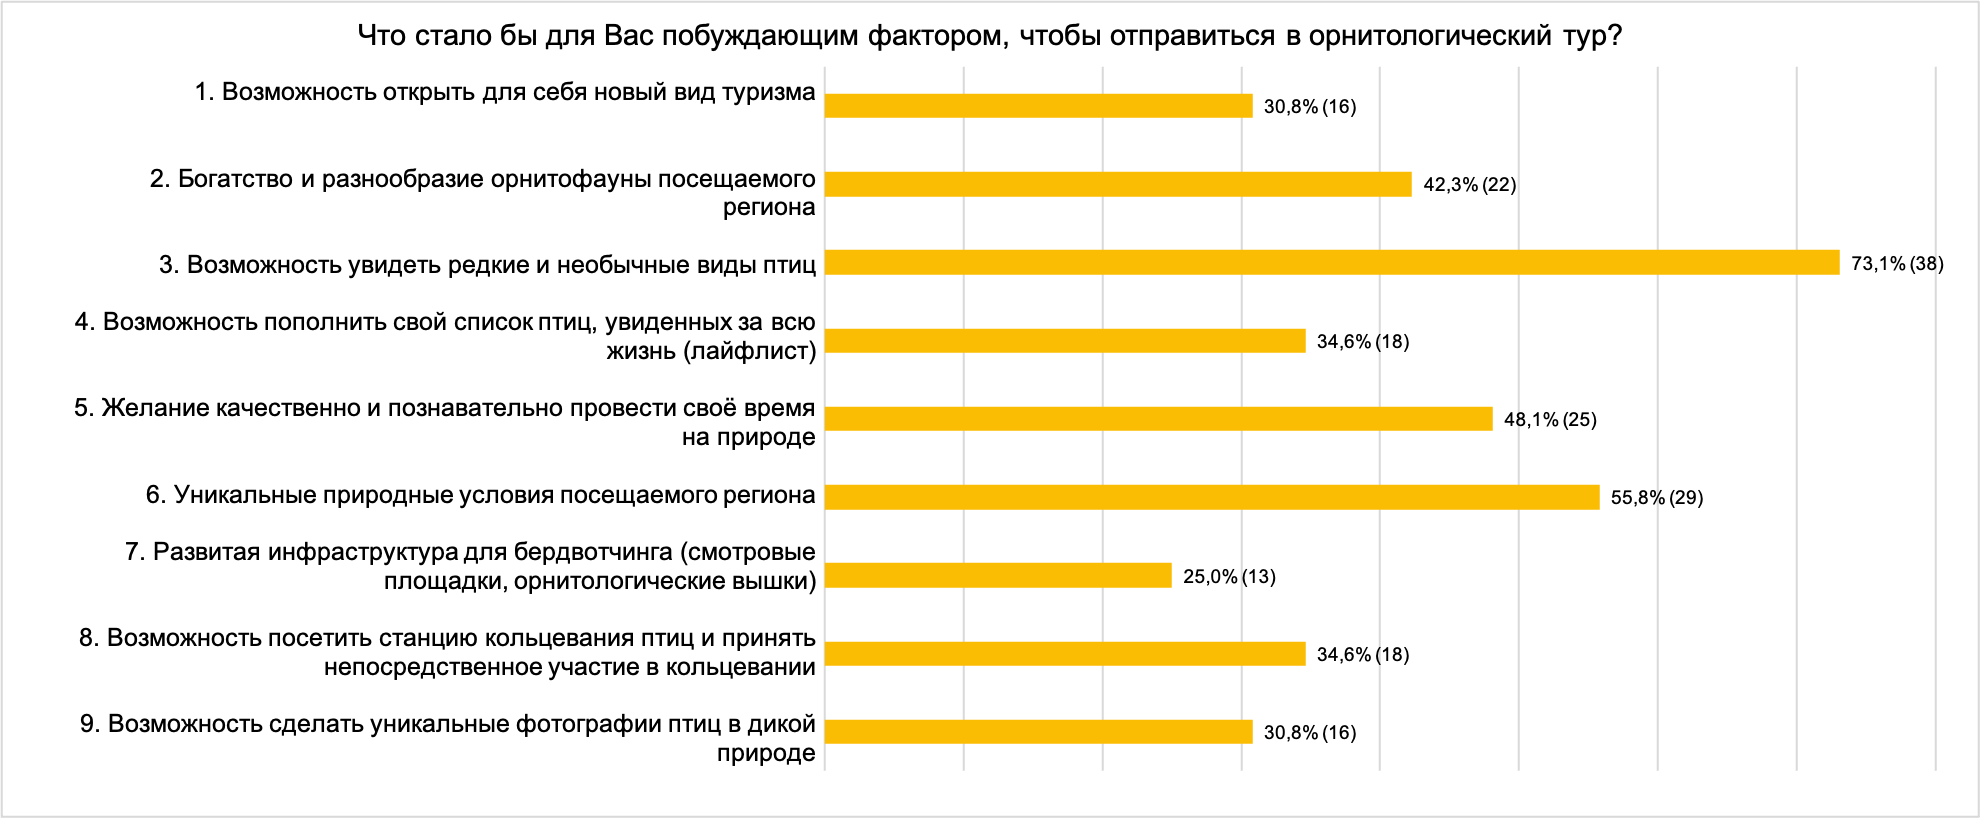 Что стало бы для Вас побуждающим фактором, чтобы отправиться в орнитологический тур?
1. Возможность открыть для себя новый вид туризма
30,8% (16)
2. Богатство и разнообразие орнитофауны посещаемого
региона
42,3% (22)
3. Возможность увидеть редкие и необычные виды птиц
73,1% (38)
4. Возможность пополнить свой список птиц, увиденных за всю
жизнь (лайфлист)
34,6% (18)
5. Желание качественно и познавательно провести своё время
на природе
48,1% (25)
6. Уникальные природные условия посещаемого региона
55,8% (29)
7. Развитая инфраструктура для бердвотчинга (смотровые
площадки, орнитологические вышки)
25,0% (13)
8. Возможность посетить станцию кольцевания птиц и принять
непосредственное участие в кольцевании
34,6% (18)
9. Возможность сделать уникальные фотографии птиц в дикой
природе
30,8% (16)